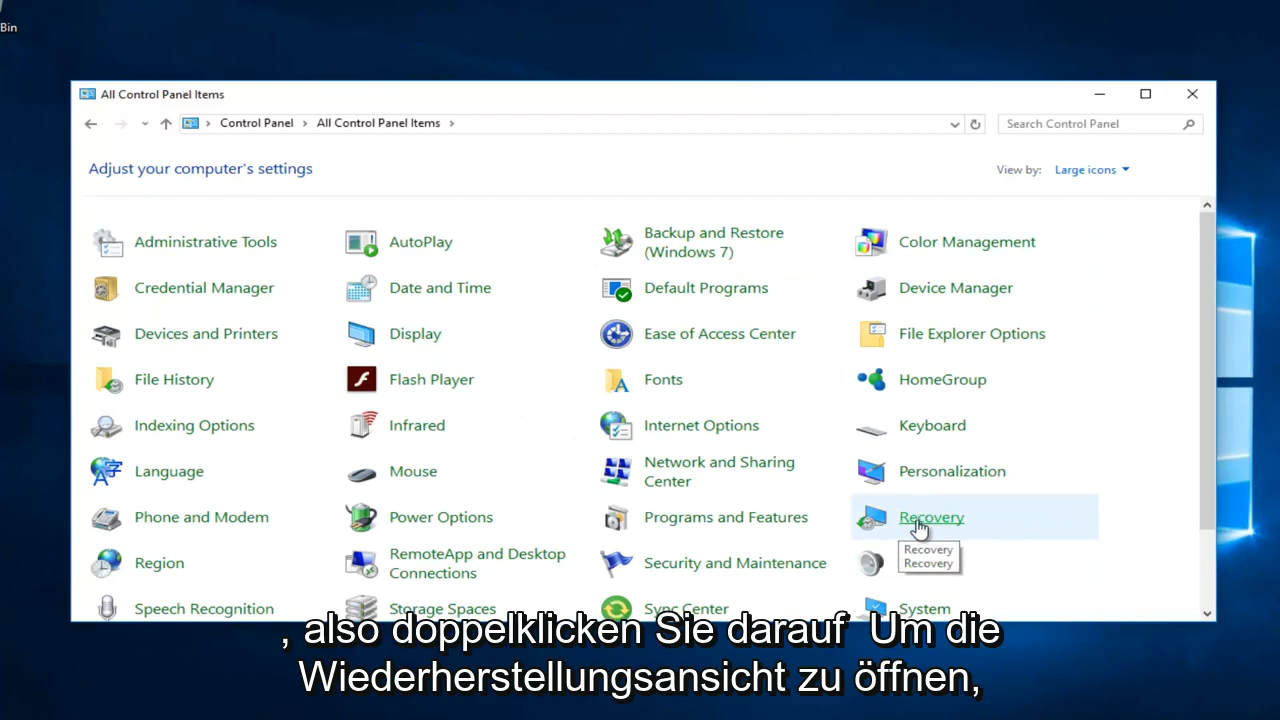 Bin
All Control Panel Items
Control Panel > All Control Panel Items >
Search Control Panel
Adjust your computer's settings
View by: Large icons
Administrative Tools
AutoPlay
Backup and Restore
(Windows 7)
Color Management
Credential Manager
Date and Time
Default Programs
Device Manager
Devices and Printers
Display
Ease of Access Center
File Explorer Options
File History
Flash Player
Fonts
HomeGroup
Indexing Options
Infrared
Internet Options
Keyboard
Language
Mouse
Network and Sharing
Center
Personalization
Phone and Modem
Power Options
Programs and Features
Recovery
Recovery
Recovery
Region
RemoteApp and Desktop
Connections
Security and Maintenance
Speech Recognition
Storage Spaces
Sync Center
System
, also doppelklicken Sie darauf Um die
Wiederherstellungsansicht zu öffnen,